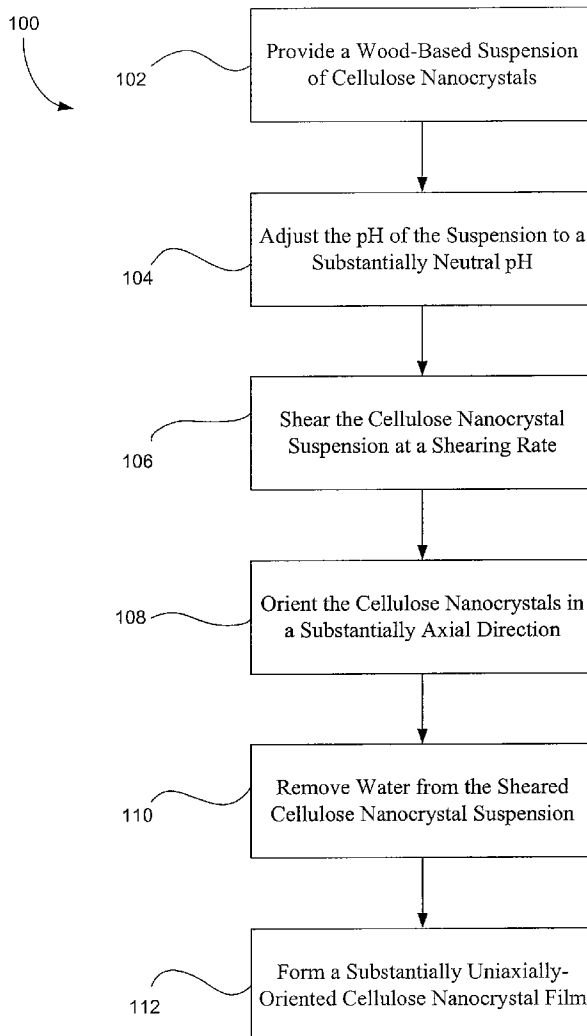 100
102
Provide a Wood-Based Suspension
of Cellulose Nanocrystals
104
Adjust the pH of the Suspension to a
Substantially Neutral pH
106
Shear the Cellulose Nanocrystal
Suspension at a Shearing Rate
108
Orient the Cellulose Nanocrystals in
a Substantially Axial Direction
110
Remove Water from the Sheared
Cellulose Nanocrystal Suspension
112
Form a Substantially Uniaxially-
Oriented Cellulose Nanocrystal Film